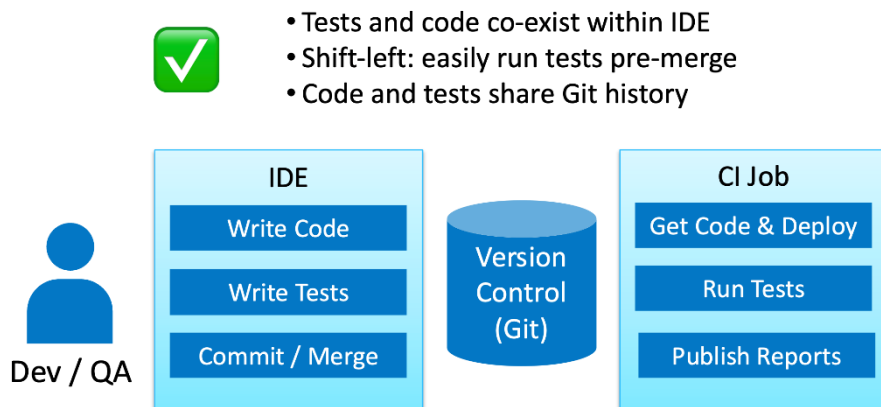 • Tests and code co-exist within IDE
• Shift-left: easily run tests pre-merge
• Code and tests share Git history
Dev / QA
IDE
Write Code
Write Tests
Commit / Merge
Version
Control
(Git)
CI Job
Get Code & Deploy
Run Tests
Publish Reports